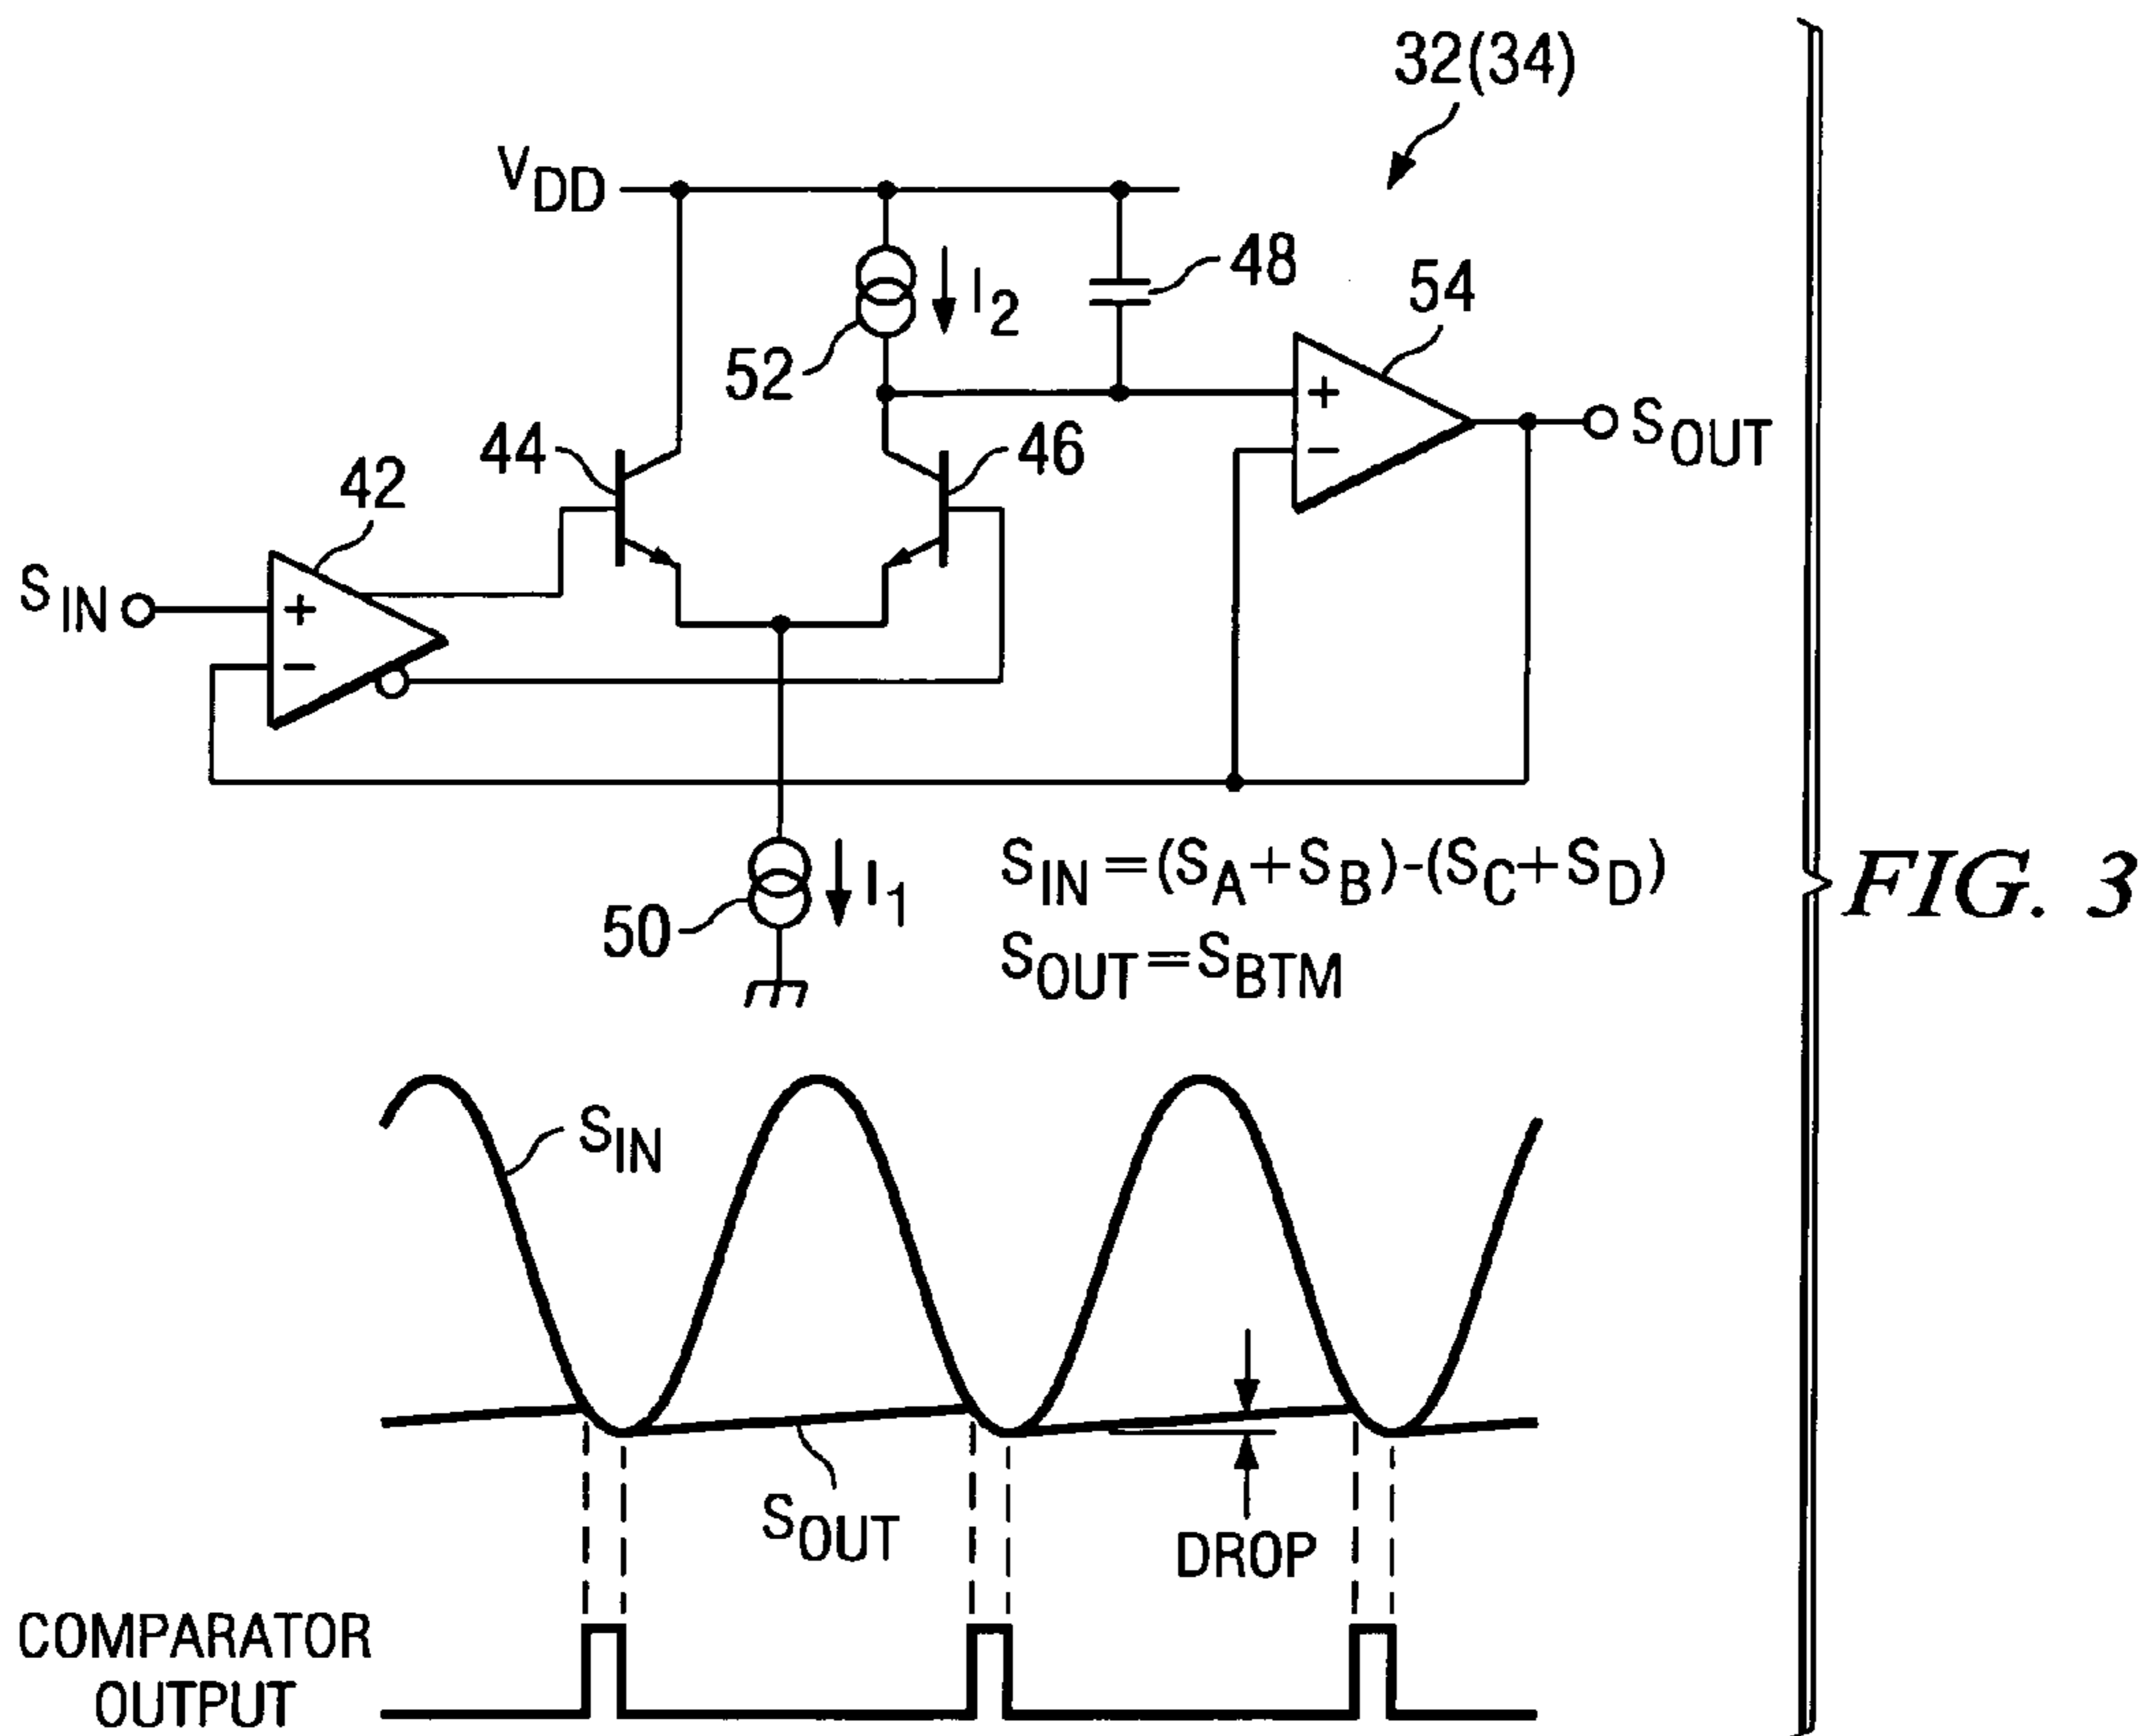 32(34)
VDD
48
I2
54
52
SOUT
44
46
42
SIN
+
−
+
−
50
I1
SIN=(SA+SB)-(SC+SD)
SOUT=SBTM
FIG. 3
SIN
SOUT
DROP
COMPARATOR
OUTPUT